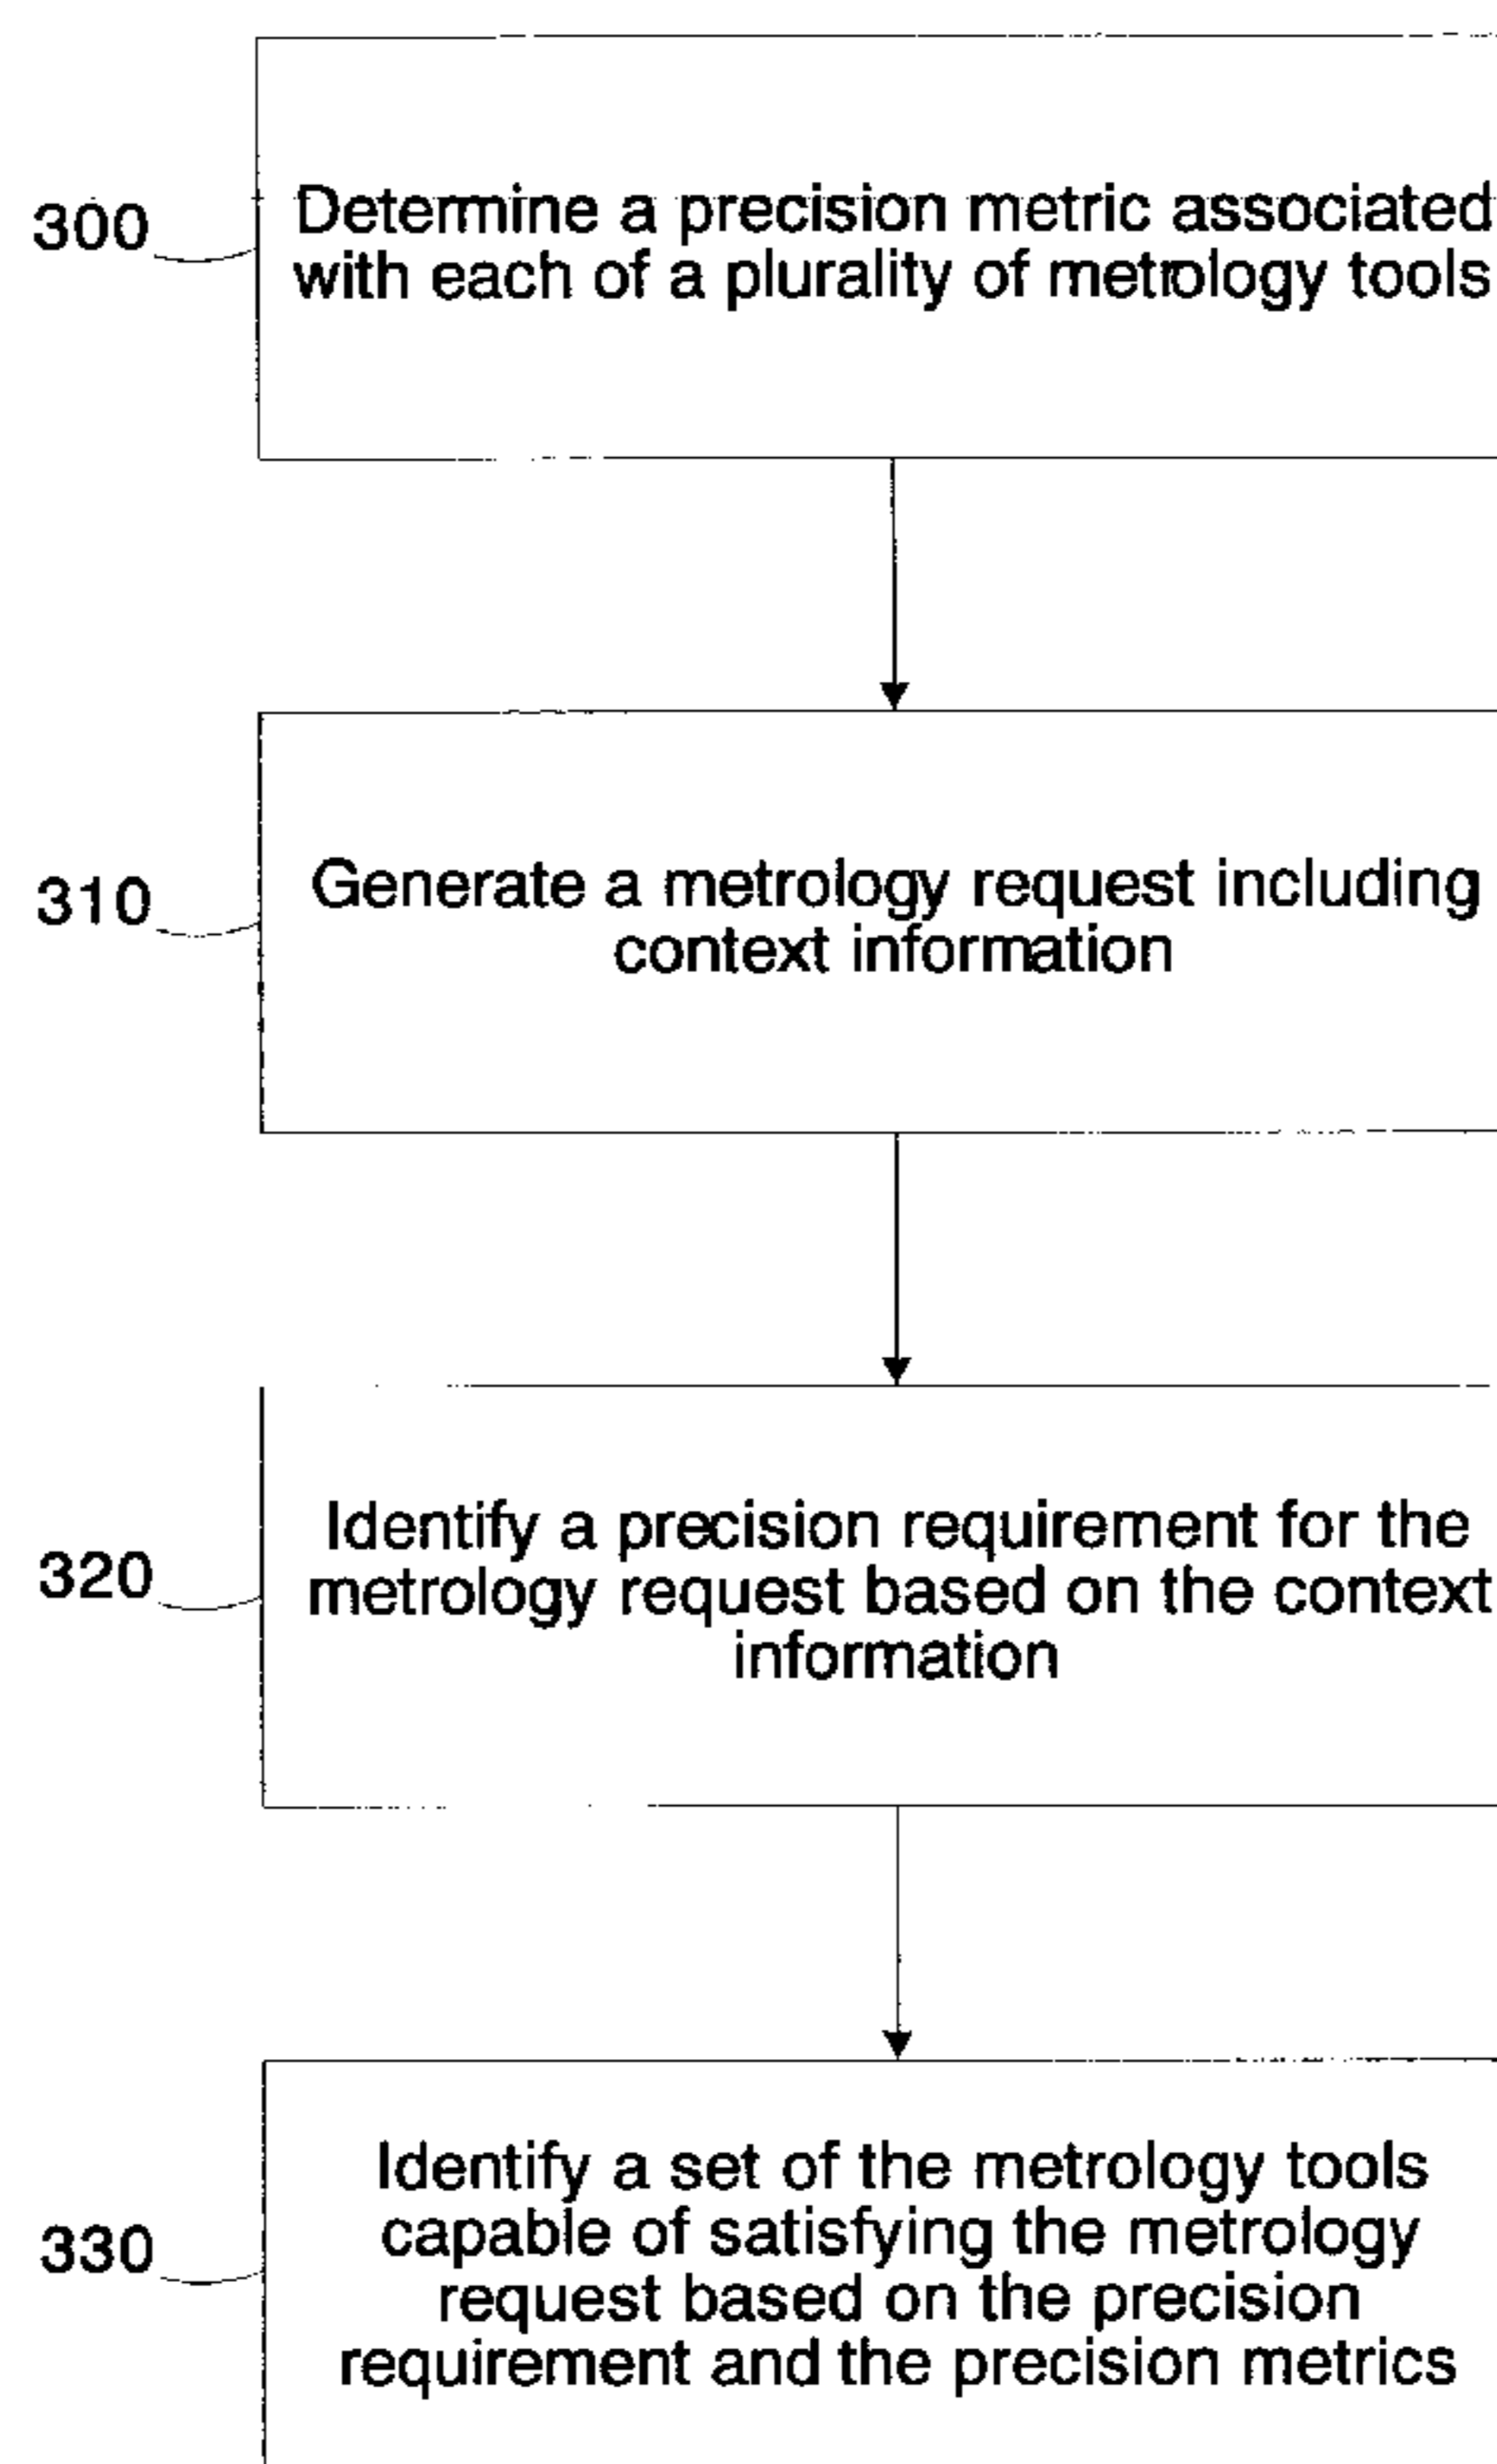 300
Determine a precision metric associated
with each of a plurality of metrology tools
310
Generate a metrology request including
context information
320
Identify a precision requirement for the
metrology request based on the context
information
330
Identify a set of the metrology tools
capable of satisfying the metrology
request based on the precision
requirement and the precision metrics